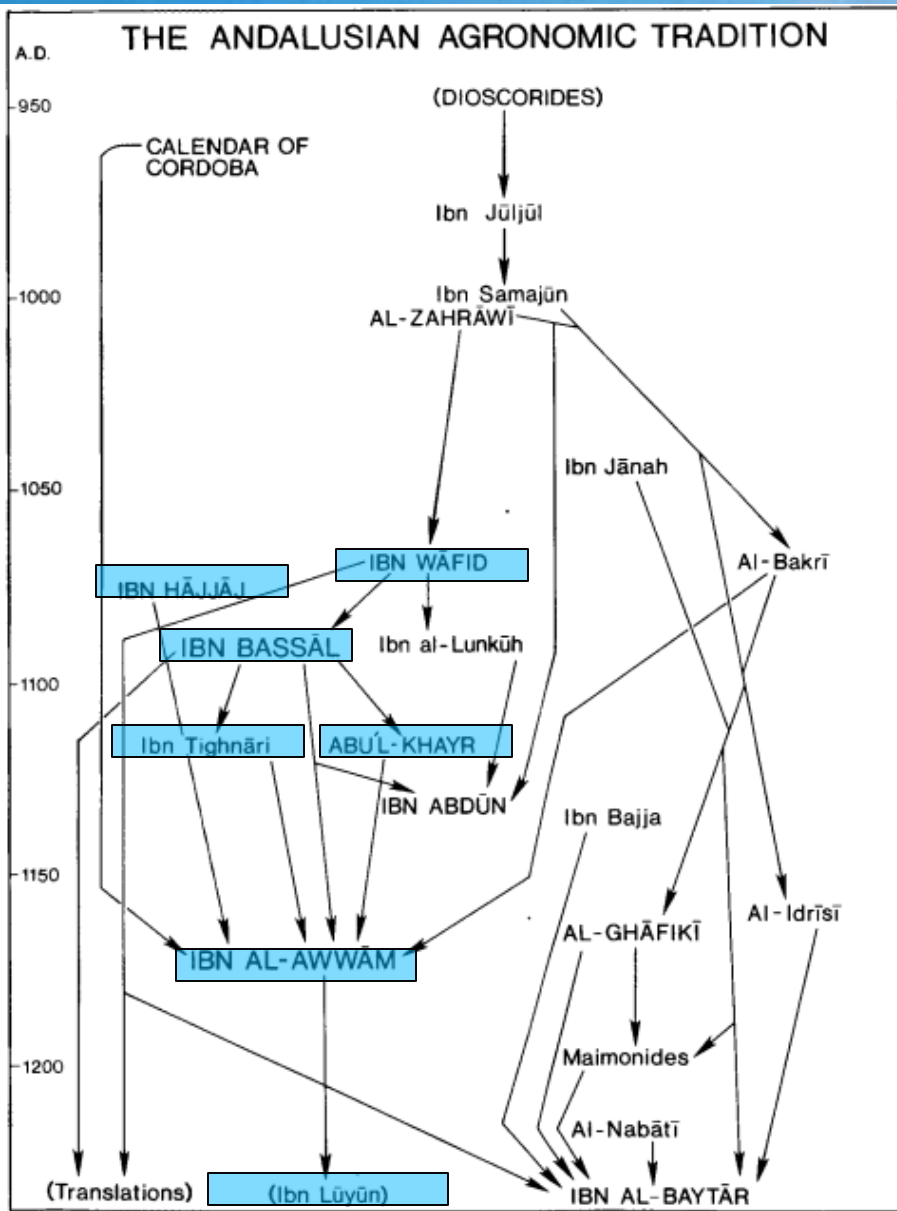 THE ANDALUSIAN AGRONOMIC TRADITION
A.D.
(DIOSCORIDES)
950
CALENDAR OF
CORDOBA
Ibn Jūljūl
1000
Ibn Samajūn
AL-ZAHRĀWĪ
Ibn Jānah
1050
IBN WĀFID
Al-Bakrī
IBN HĀJJĀJ
IBN BASSĀL
Ibn al-Lunkūh
1100
Ibn Tighnāri
ABU'L-KHAYR
IBN ABDŪN
Ibn Bajja
1150
AL-GHĀFIKĪ
Al-Idrīsī
IBN AL-AWWĀM
1200
Maimonides
Al-Nabātī
(Translations)
(Ibn Lūyūn)
IBN AL-BAYTĀR